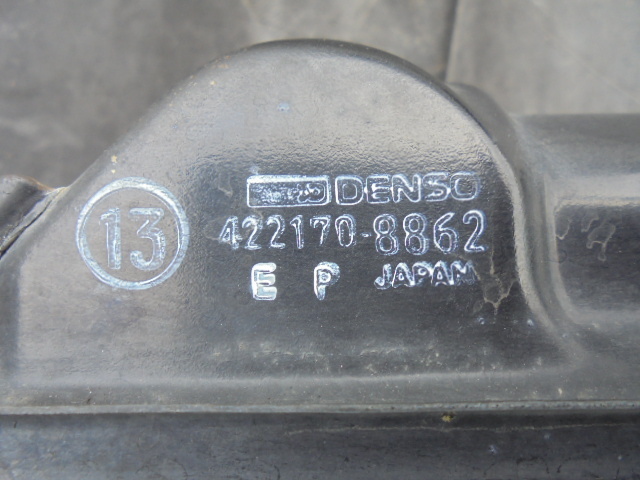 DENSO
13
422170-8862
E P JAPAN